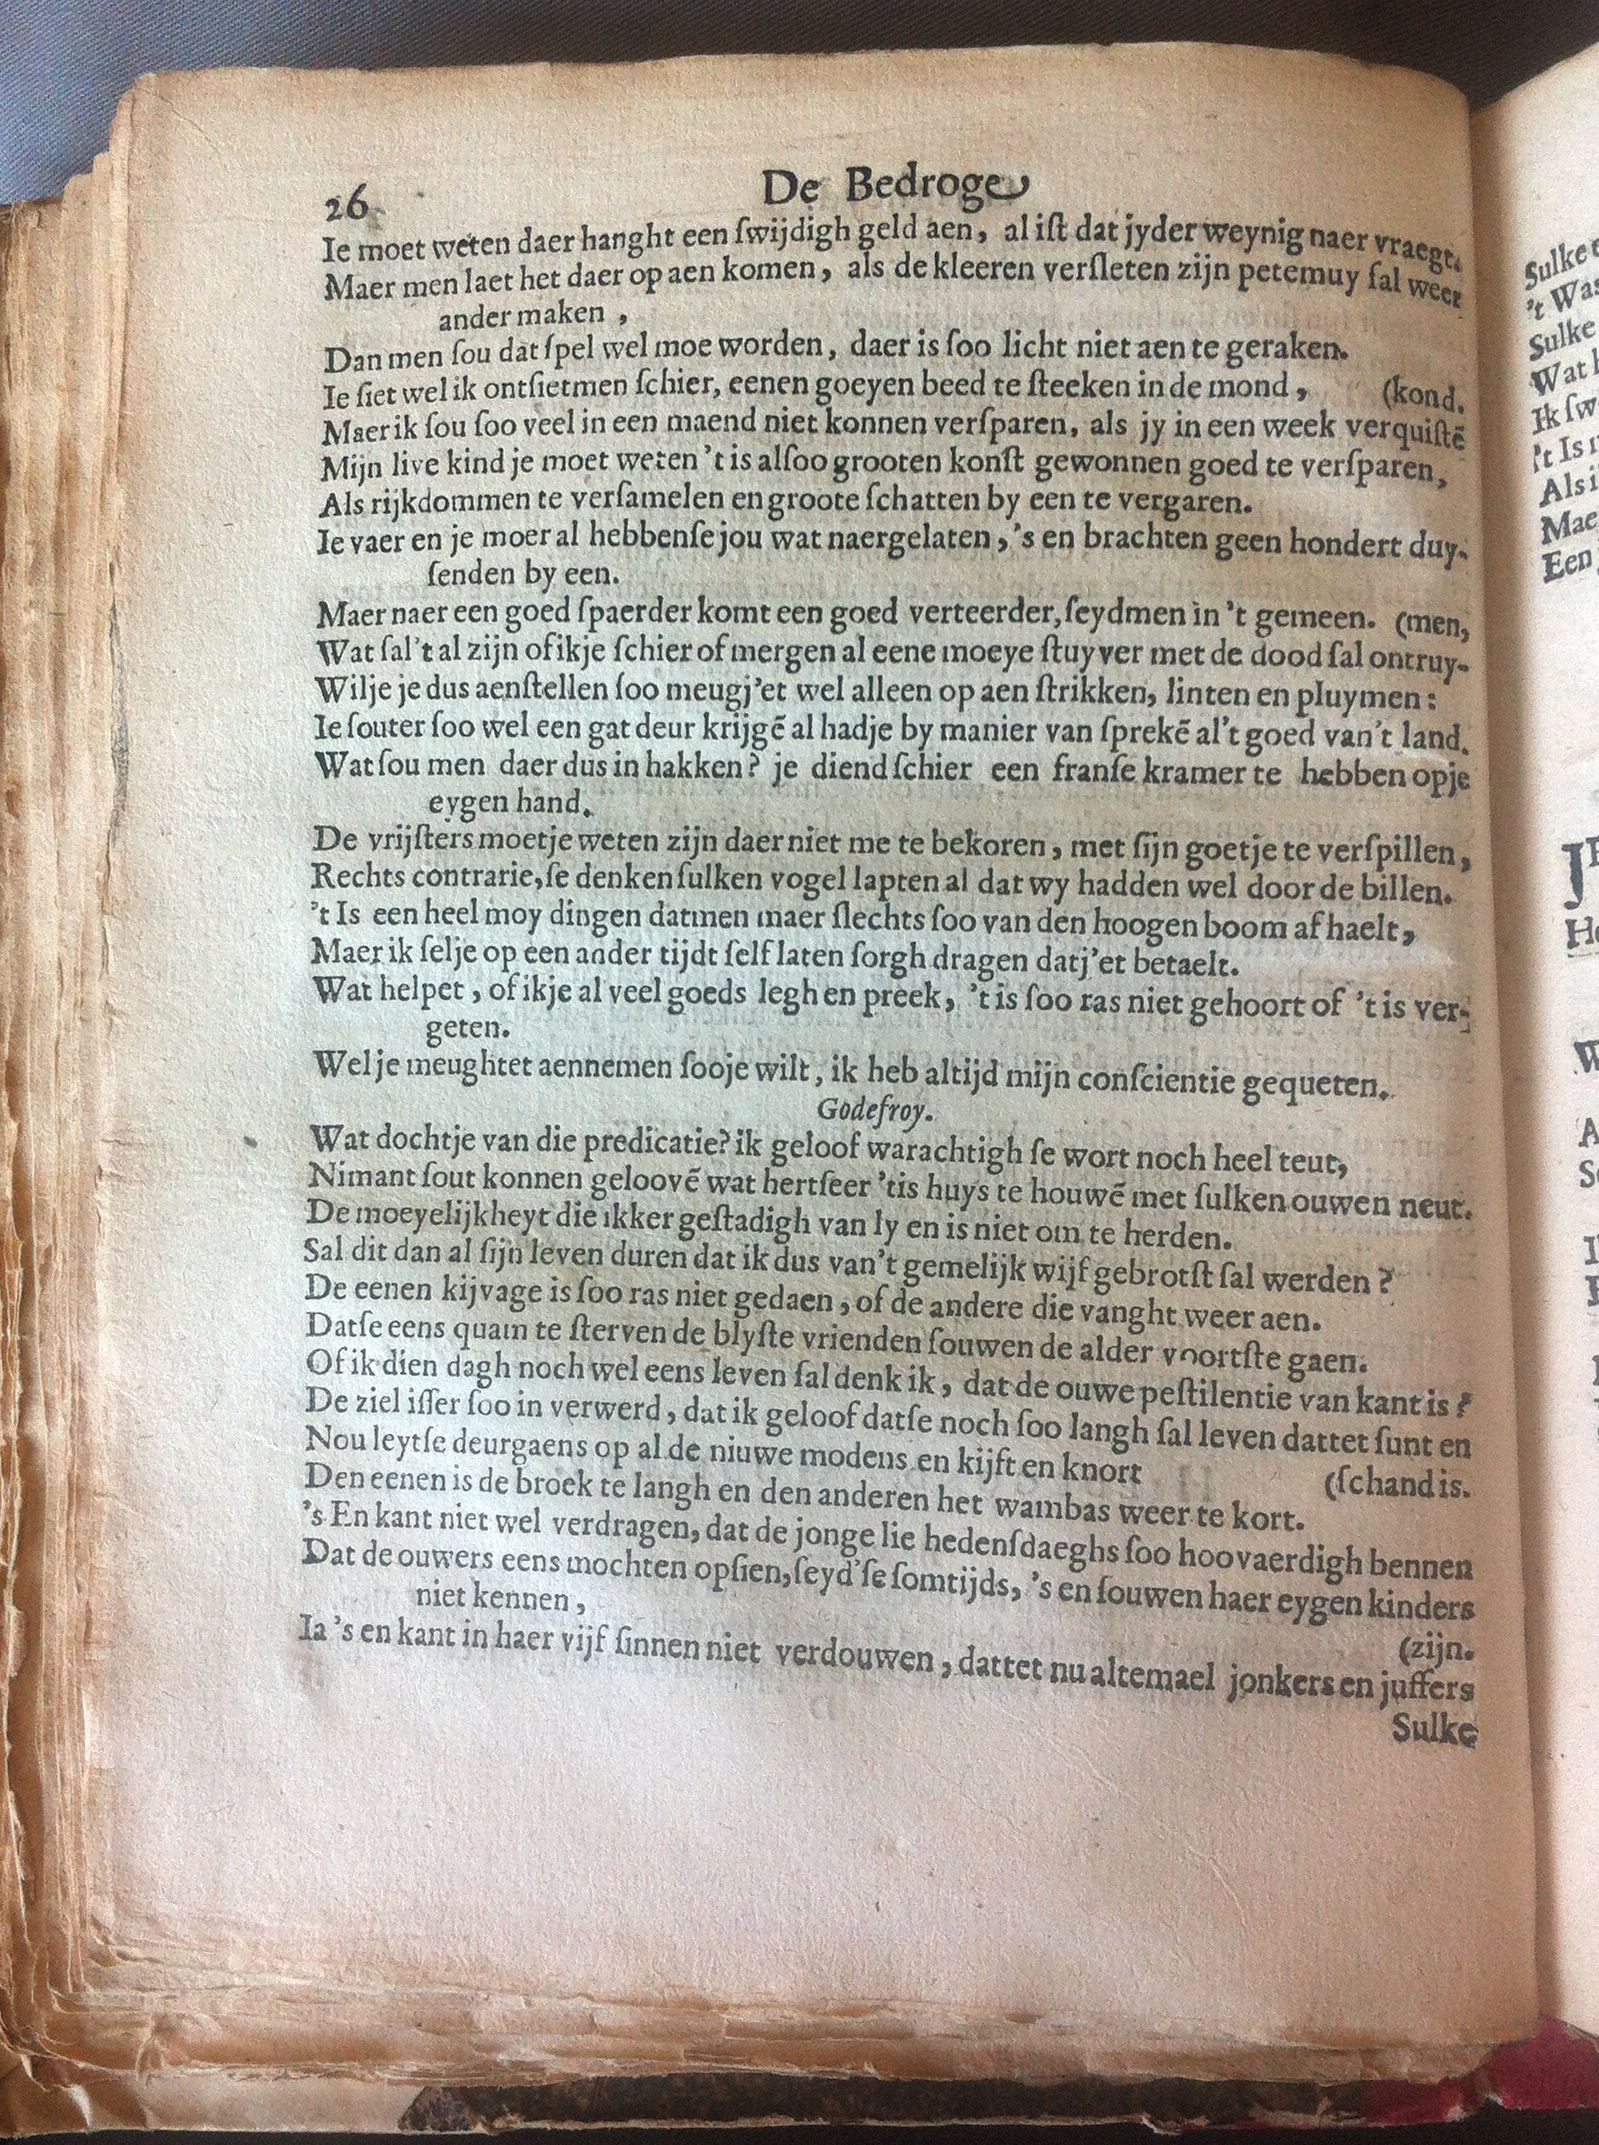 26 De Bedroge
Ie moet weten daer hanght een ſwijdigh geld aen, al iſt dat jyder weynig naer vraegt.
Maer men laet het daer op aen komen, als de kleeren verſleten zijn petemuy ſal weer
ander maken,
Dan men ſou dat ſpel wel moe worden, daer is ſoo licht niet aen te geraken.
Ie ſiet wel ik ontſietmen ſchier, eenen goeyen beed te ſteeken in de mond, (kond.
Maer ik ſou ſoo veel in een maend niet konnen verſparen, als jy in een week verquiſtẽ
Mijn live kind je moet weten 't is alſoo grooten konſt gewonnen goed te verſparen,
Als rijkdommen te verſamelen en groote ſchatten by een te vergaren.
Ie vaer en je moer al hebbenſe jou wat naergelaten, 's en brachten geen hondert duy-
ſenden by een.
Maer naer een goed ſpaerder komt een goed verteerder, ſeydmen in 't gemeen. (men,
Wat ſal't al zijn of ikje ſchier of mergen al eene moeye ſtuyver met de dood ſal ontruy-
Wilje je dus aenſtellen ſoo meugj'et wel alleen op aen ſtrikken, linten en pluymen:
Ie ſouter ſoo wel een gat deur krijgẽ al hadje by manier van ſprekẽ al't goed van't land.
Wat ſou men daer dus in hakken? je diend ſchier een franſe kramer te hebben op je
eygen hand.
De vrijſters moetje weten zijn daer niet me te bekoren, met ſijn goetje te verſpillen,
Rechts contrarie, ſe denken ſulken vogel lapten al dat wy hadden wel door de billen.
't Is een heel moy dingen datmen maer ſlechts ſoo van den hoogen boom af haelt,
Maer ik ſelje op een ander tijdt ſelf laten ſorgh dragen datj'et betaelt.
Wat helpet, of ikje al veel goeds legh en preek, 't is ſoo ras niet gehoort of 't is ver-
geten.
Wel je meughtet aennemen ſooje wilt, ik heb altijd mijn conſcientie gequeten.
Godefroy.
Wat dochtje van die predicatie? ik geloof warachtigh ſe wort noch heel teut,
Nimant ſout konnen geloovẽ wat hertſeer 'tis huys te houwẽ met ſulken ouwen neut.
De moeyelijkheyt die ikker geſtadigh van ly en is niet om te herden.
Sal dit dan al ſijn leven duren dat ik dus van't gemelijk wijf gebrotſt ſal werden?
De eenen kijvage is ſoo ras niet gedaen, of de andere die vanght weer aen.
Datſe eens quam te ſterven de blyſte vrienden ſouwen de alder voortſte gaen.
Of ik dien dagh noch wel eens leven ſal denk ik, dat de ouwe peſtilentie van kant is?
De ziel iſſer ſoo in verwerd, dat ik geloof datſe noch ſoo langh ſal leven dattet ſunt en
Nou leytſe deurgaens op al de niuwe modens en kijft en knort (ſchand is.
Den eenen is de broek te langh en den anderen het wambas weer te kort.
's En kant niet wel verdragen, dat de jonge lie hedenſdaeghs ſoo hoovaerdigh bennen
Dat de ouwers eens mochten opſien, ſeyd'ſe ſomtijds, 's en ſouwen haer eygen kinders
niet kennen, (zijn.
Ia 's en kant in haer vijf ſinnen niet verdouwen, dattet nu altemael jonkers en juffers
Sulke
Sulke
't Was
Sulke
Wat
Ik ſw
't Is
Als i
Mae
Een